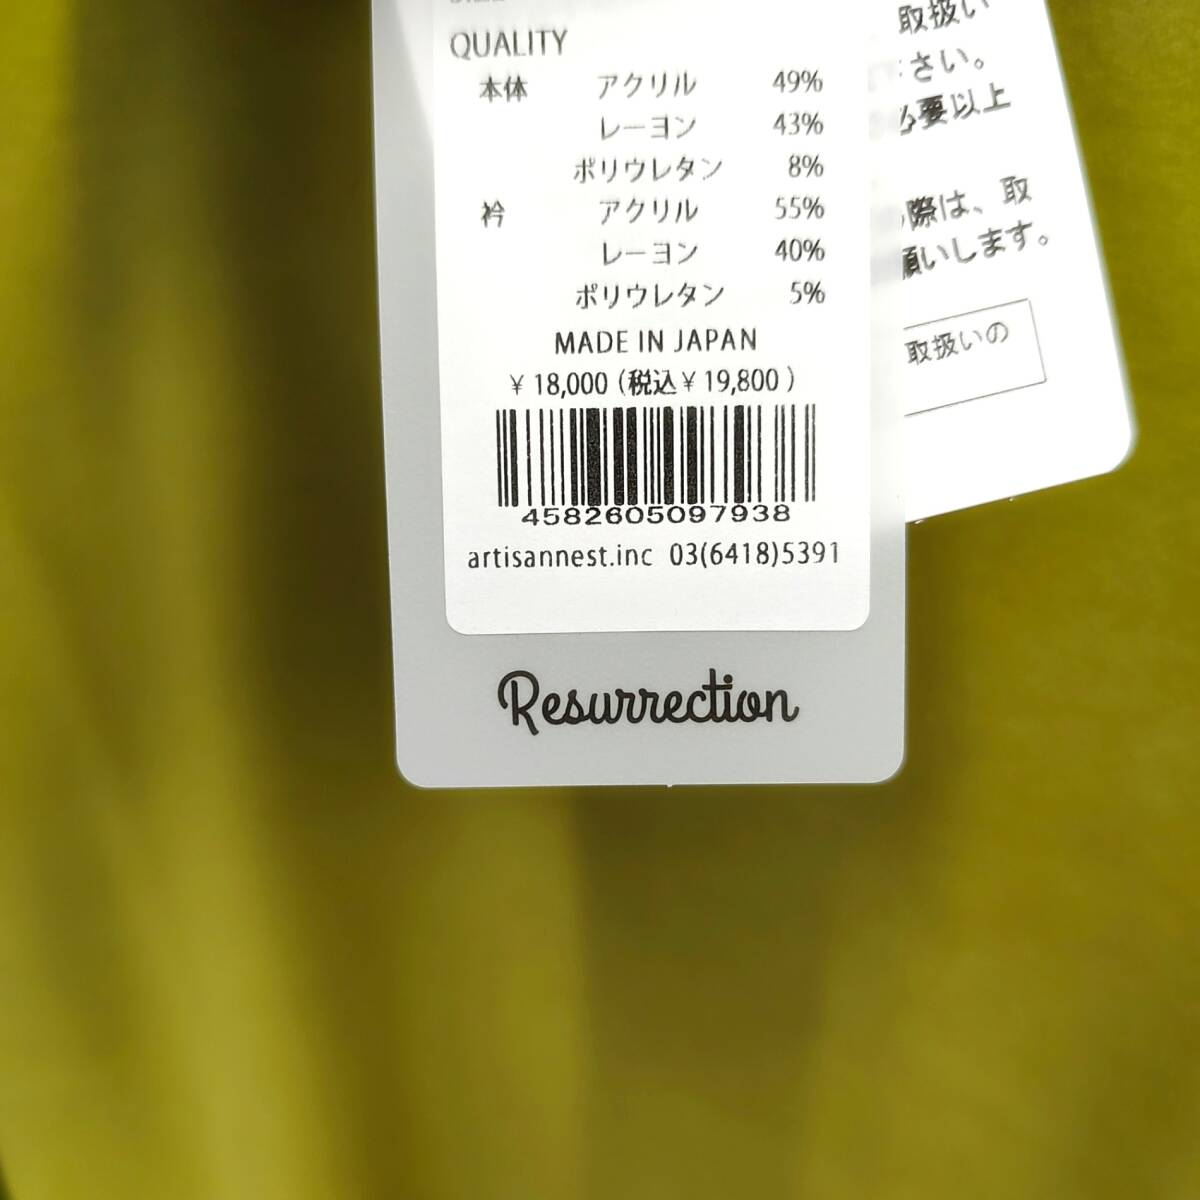 QUALITY
本体 アクリル 49%
レーヨン 43%
ポリウレタン 8%
衿 アクリル 55%
レーヨン 40%
ポリウレタン 5%
MADE IN JAPAN
¥ 18,000 (税込 ¥ 19,800 )
4582605097938
artisannest.inc 03(6418)5391
Resurrection
取扱い
さい。
必要以上
際は、取
願いします。
取扱いの